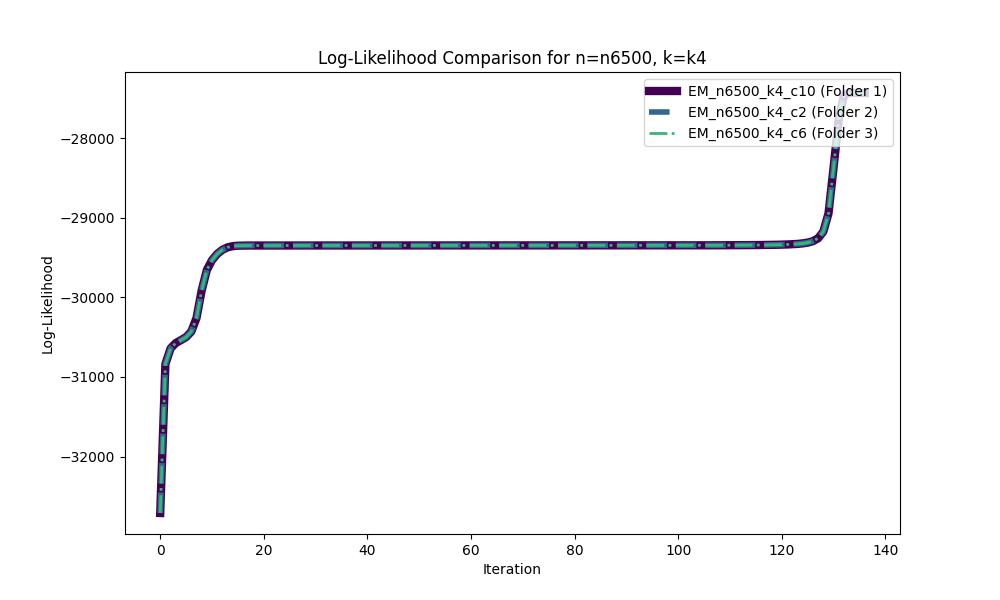 Log-Likelihood Comparison for n=n6500, k=k4
EM_n6500_k4_c10 (Folder 1)
EM_n6500_k4_c2 (Folder 2)
EM_n6500_k4_c6 (Folder 3)
Log-Likelihood
−28000
−29000
−30000
−31000
−32000
0 20 40 60 80 100 120 140
Iteration